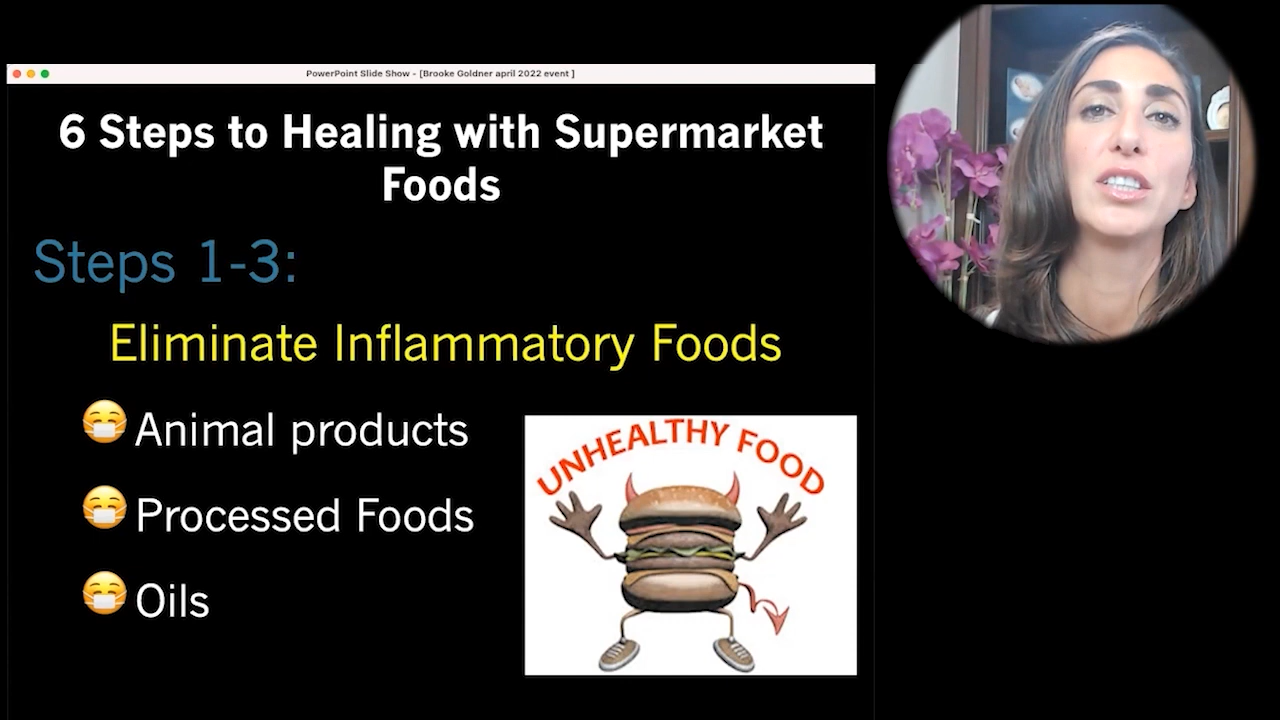 PowerPoint Slide Show - [Brooke Goldner april 2022 event ]
6 Steps to Healing with Supermarket
Foods
Steps 1-3:
Eliminate Inflammatory Foods
Animal products
Processed Foods
Oils
UNHEALTHY FOOD